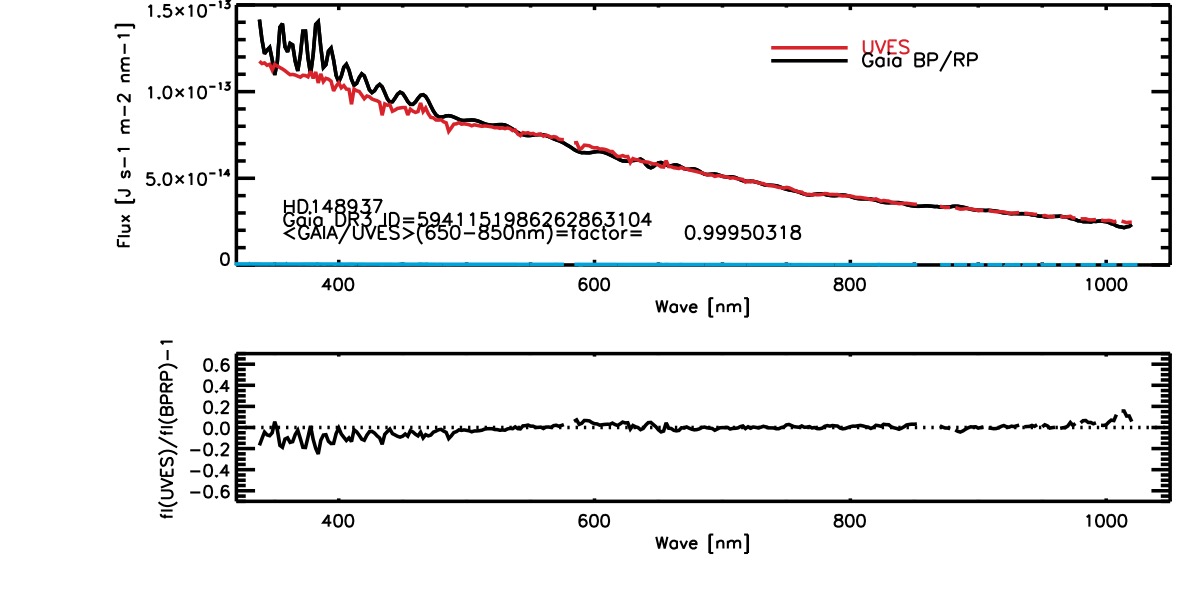 1.5×10−13
1.0×10−13
5.0×10−14
0
Flux [J s−1 m−2 nm−1]
UVES
Gaia BP/RP
HD148937
Gaia DR3 ID=5941151986262863104
<GAIA/UVES>(650−850nm)=factor= 0.99950318
400 600 800 1000
Wave [nm]
fl(UVES)/fl(BPRP)−1
0.6
0.4
0.2
0.0
−0.2
−0.4
−0.6
400 600 800 1000
Wave [nm]